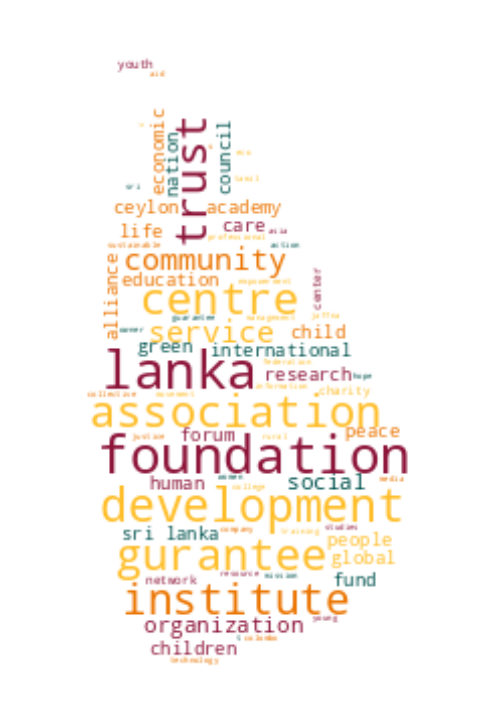 youth
aid
economic
nation
trust
council
sri
tamil
ceylon
academy
life
care
asia
professional
sustainable
action
community
alliance
education
empowerment
center
centre
guarantee
management
jaffna
service
child
green
international
federation
lanka
research
hope
information
charity
collective
movement
association
justice
forum
rural
peace
foundation
human
women
social
media
college
development
sri lanka
company
training
studies
people
gurantee
global
network
resource
mission
fund
institute
organization
young
colombo
children
technology